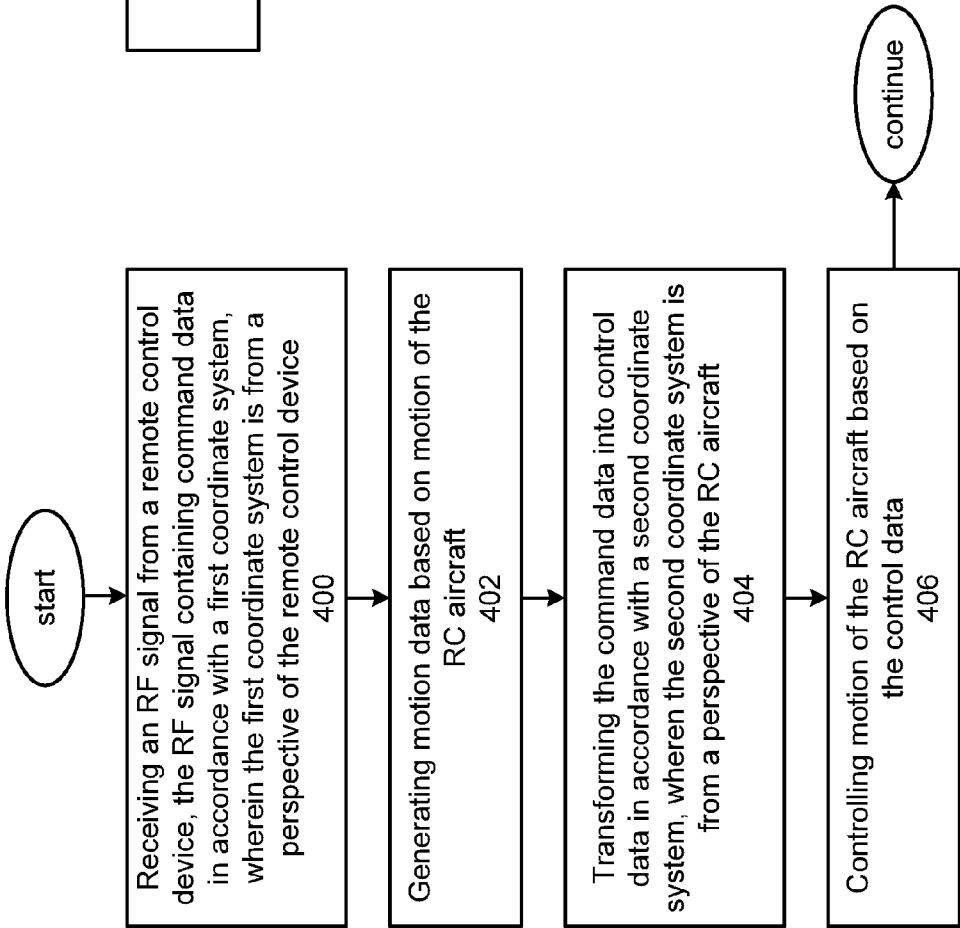 start
Receiving an RF signal from a remote control
device, the RF signal containing command data
in accordance with a first coordinate system,
wherein the first coordinate system is from a
perspective of the remote control device
400
Generating motion data based on motion of the
RC aircraft
402
Transforming the command data into control
data in accordance with a second coordinate
system, wheren the second coordinate system is
from a perspective of the RC aircraft
404
Controlling motion of the RC aircraft based on
the control data
406
continue